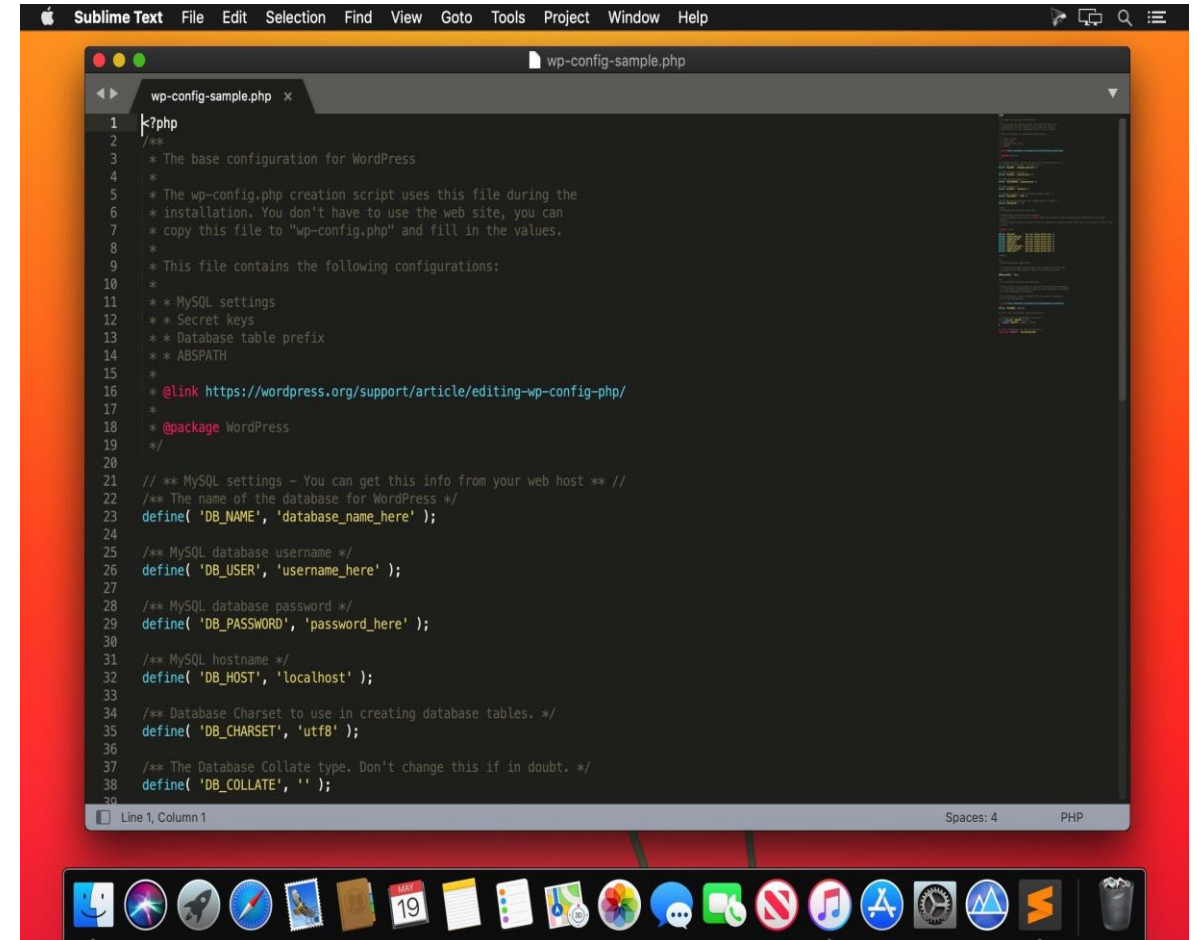 Sublime Text File Edit Selection Find View Goto Tools Project Window Help
wp-config-sample.php
wp-config-sample.php ×
1 <?php
2 /**
3  * The base configuration for WordPress
4  *
5  * The wp-config.php creation script uses this file during the
6  * installation. You don't have to use the web site, you can
7  * copy this file to "wp-config.php" and fill in the values.
8  *
9  * This file contains the following configurations:
10  *
11  * * MySQL settings
12  * * Secret keys
13  * * Database table prefix
14  * * ABSPATH
15  *
16  * @link https://wordpress.org/support/article/editing-wp-config-php/
17  *
18  * @package WordPress
19  */
20
21 // ** MySQL settings – You can get this info from your web host ** //
22 /** The name of the database for WordPress */
23 define( 'DB_NAME', 'database_name_here' );
24
25 /** MySQL database username */
26 define( 'DB_USER', 'username_here' );
27
28 /** MySQL database password */
29 define( 'DB_PASSWORD', 'password_here' );
30
31 /** MySQL hostname */
32 define( 'DB_HOST', 'localhost' );
33
34 /** Database Charset to use in creating database tables. */
35 define( 'DB_CHARSET', 'utf8' );
36
37 /** The Database Collate type. Don't change this if in doubt. */
38 define( 'DB_COLLATE', '' );
39
Line 1, Column 1 Spaces: 4 PHP
MAY
19